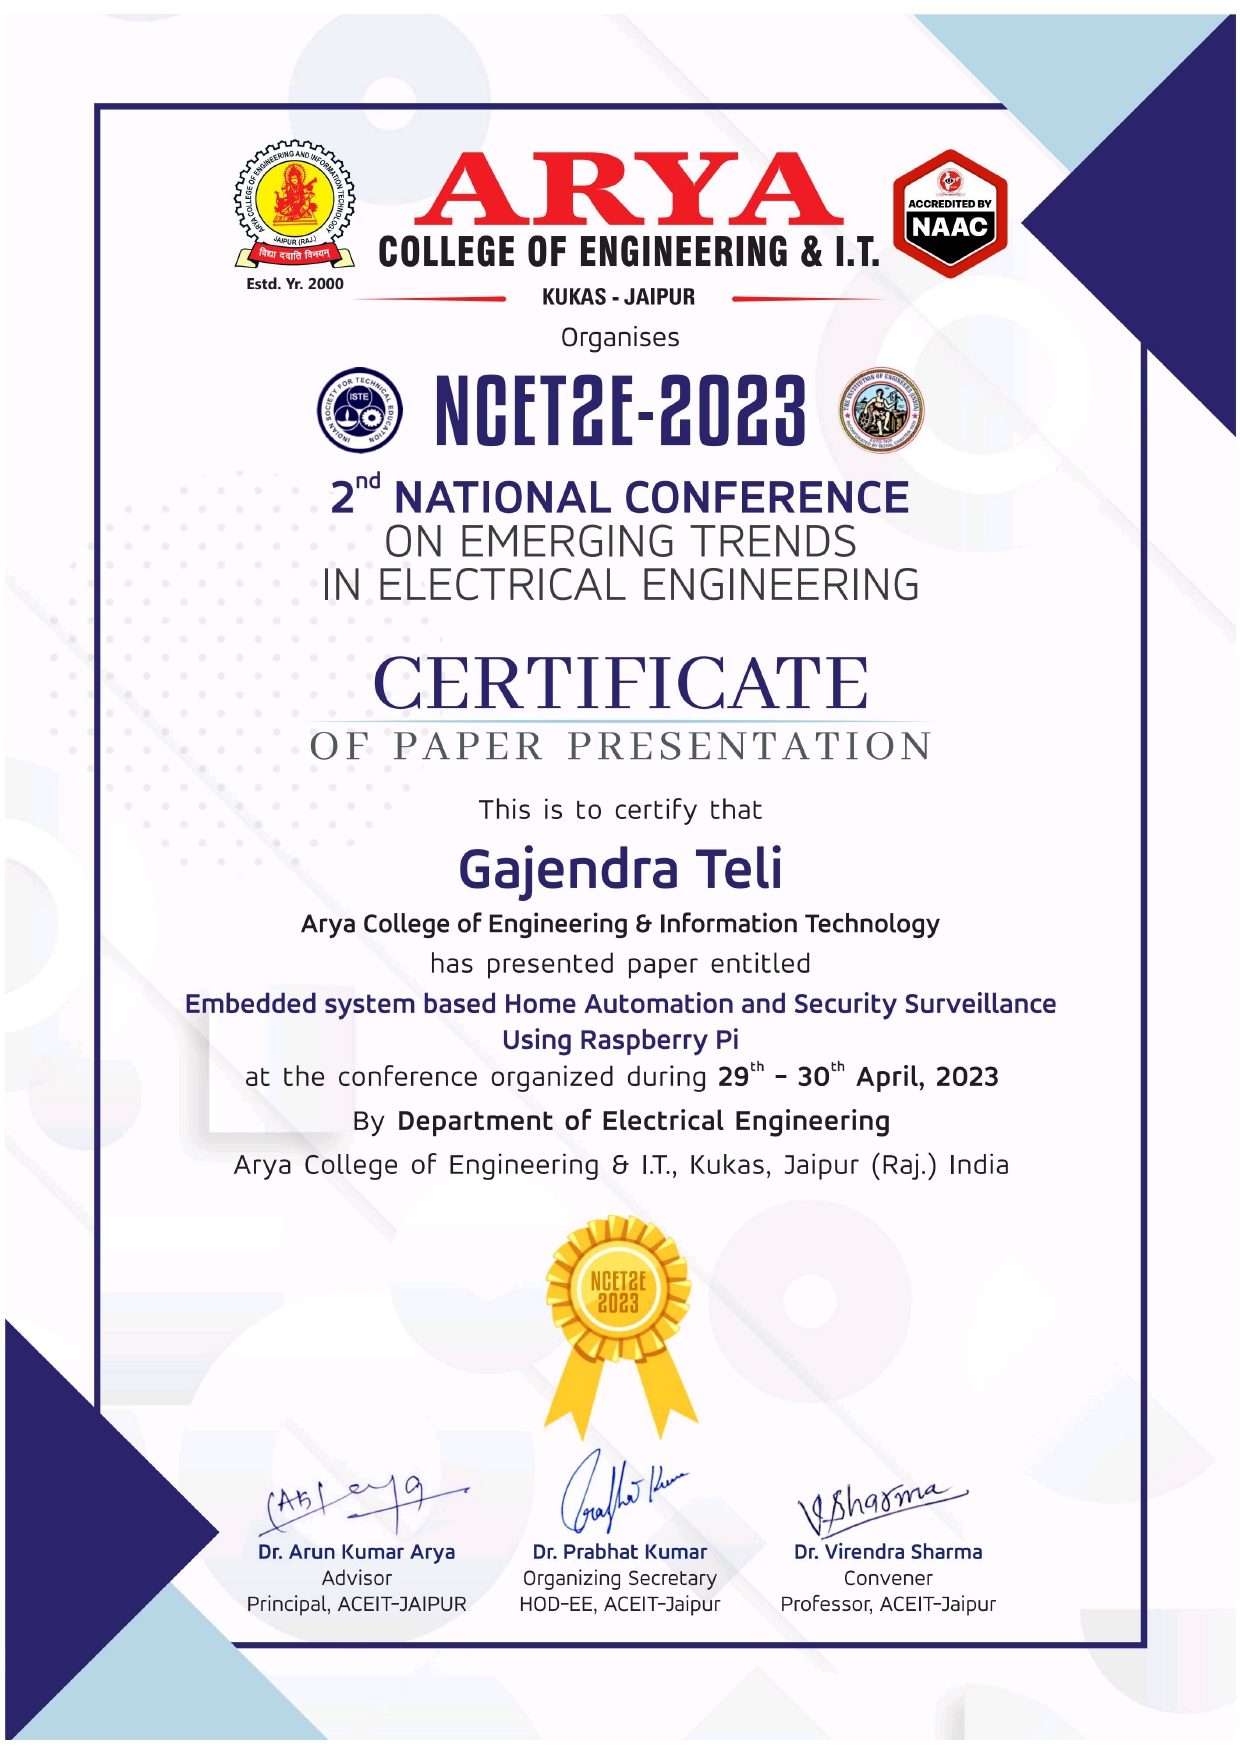 ARYA COLLEGE OF ENGINEERING AND INFORMATION TECHNOLOGY
JAIPUR (RAJ.)
विद्या ददाति विनयम्
Estd. Yr. 2000
ARYA
COLLEGE OF ENGINEERING & I.T.
KUKAS - JAIPUR
ACCREDITED BY
NAAC
Organises
INDIAN SOCIETY FOR TECHNICAL EDUCATION
ISTE
NCET2E-2023
THE INSTITUTION OF ENGINEERS (INDIA)
2nd NATIONAL CONFERENCE
ON EMERGING TRENDS
IN ELECTRICAL ENGINEERING
CERTIFICATE
OF PAPER PRESENTATION
This is to certify that
Gajendra Teli
Arya College of Engineering & Information Technology
has presented paper entitled
Embedded system based Home Automation and Security Surveillance
Using Raspberry Pi
at the conference organized during 29th - 30th April, 2023
By Department of Electrical Engineering
Arya College of Engineering & I.T., Kukas, Jaipur (Raj.) India
NCET2E
2023
Prabhat Kumar
V. Sharma
Dr. Arun Kumar Arya
Advisor
Principal, ACEIT-JAIPUR
Dr. Prabhat Kumar
Organizing Secretary
HOD-EE, ACEIT-Jaipur
Dr. Virendra Sharma
Convener
Professor, ACEIT-Jaipur